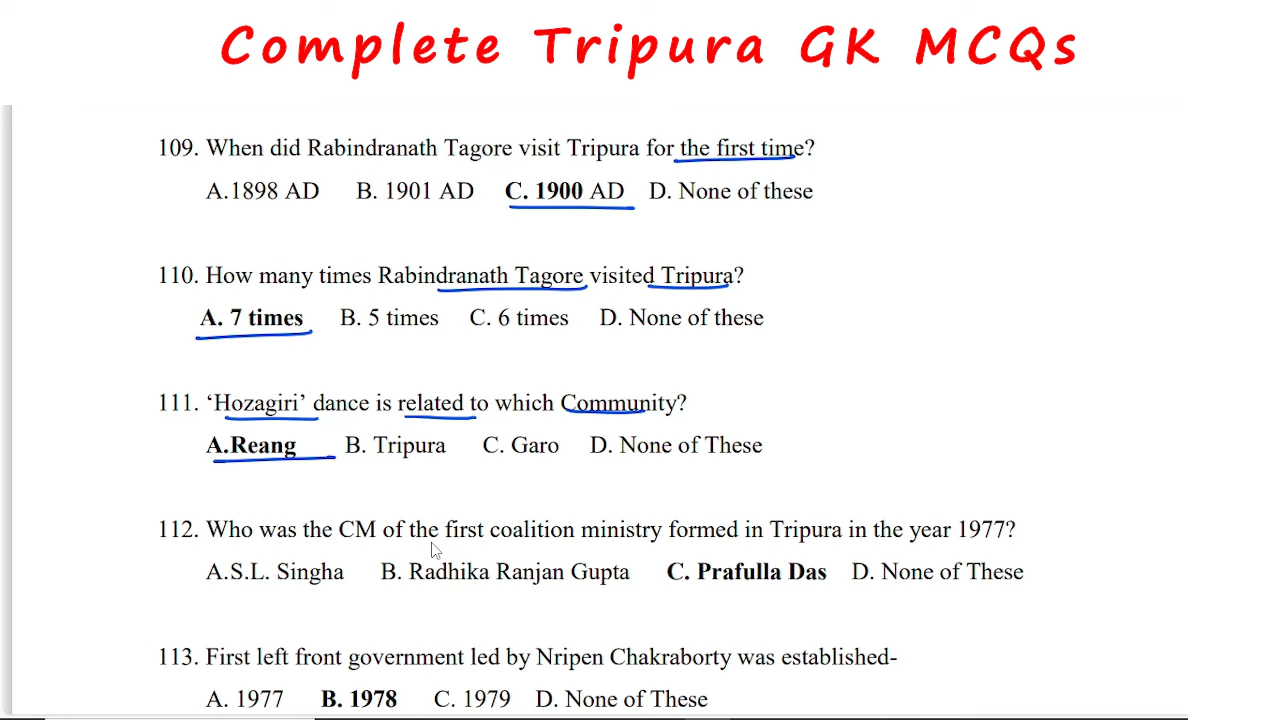 Complete Tripura GK MCQs
109. When did Rabindranath Tagore visit Tripura for the first time?
A.1898 AD B. 1901 AD C. 1900 AD D. None of these
110. How many times Rabindranath Tagore visited Tripura?
A. 7 times B. 5 times C. 6 times D. None of these
111. ‘Hozagiri’ dance is related to which Community?
A.Reang B. Tripura C. Garo D. None of These
112. Who was the CM of the first coalition ministry formed in Tripura in the year 1977?
A.S.L. Singha B. Radhika Ranjan Gupta C. Prafulla Das D. None of These
113. First left front government led by Nripen Chakraborty was established-
A. 1977 B. 1978 C. 1979 D. None of These